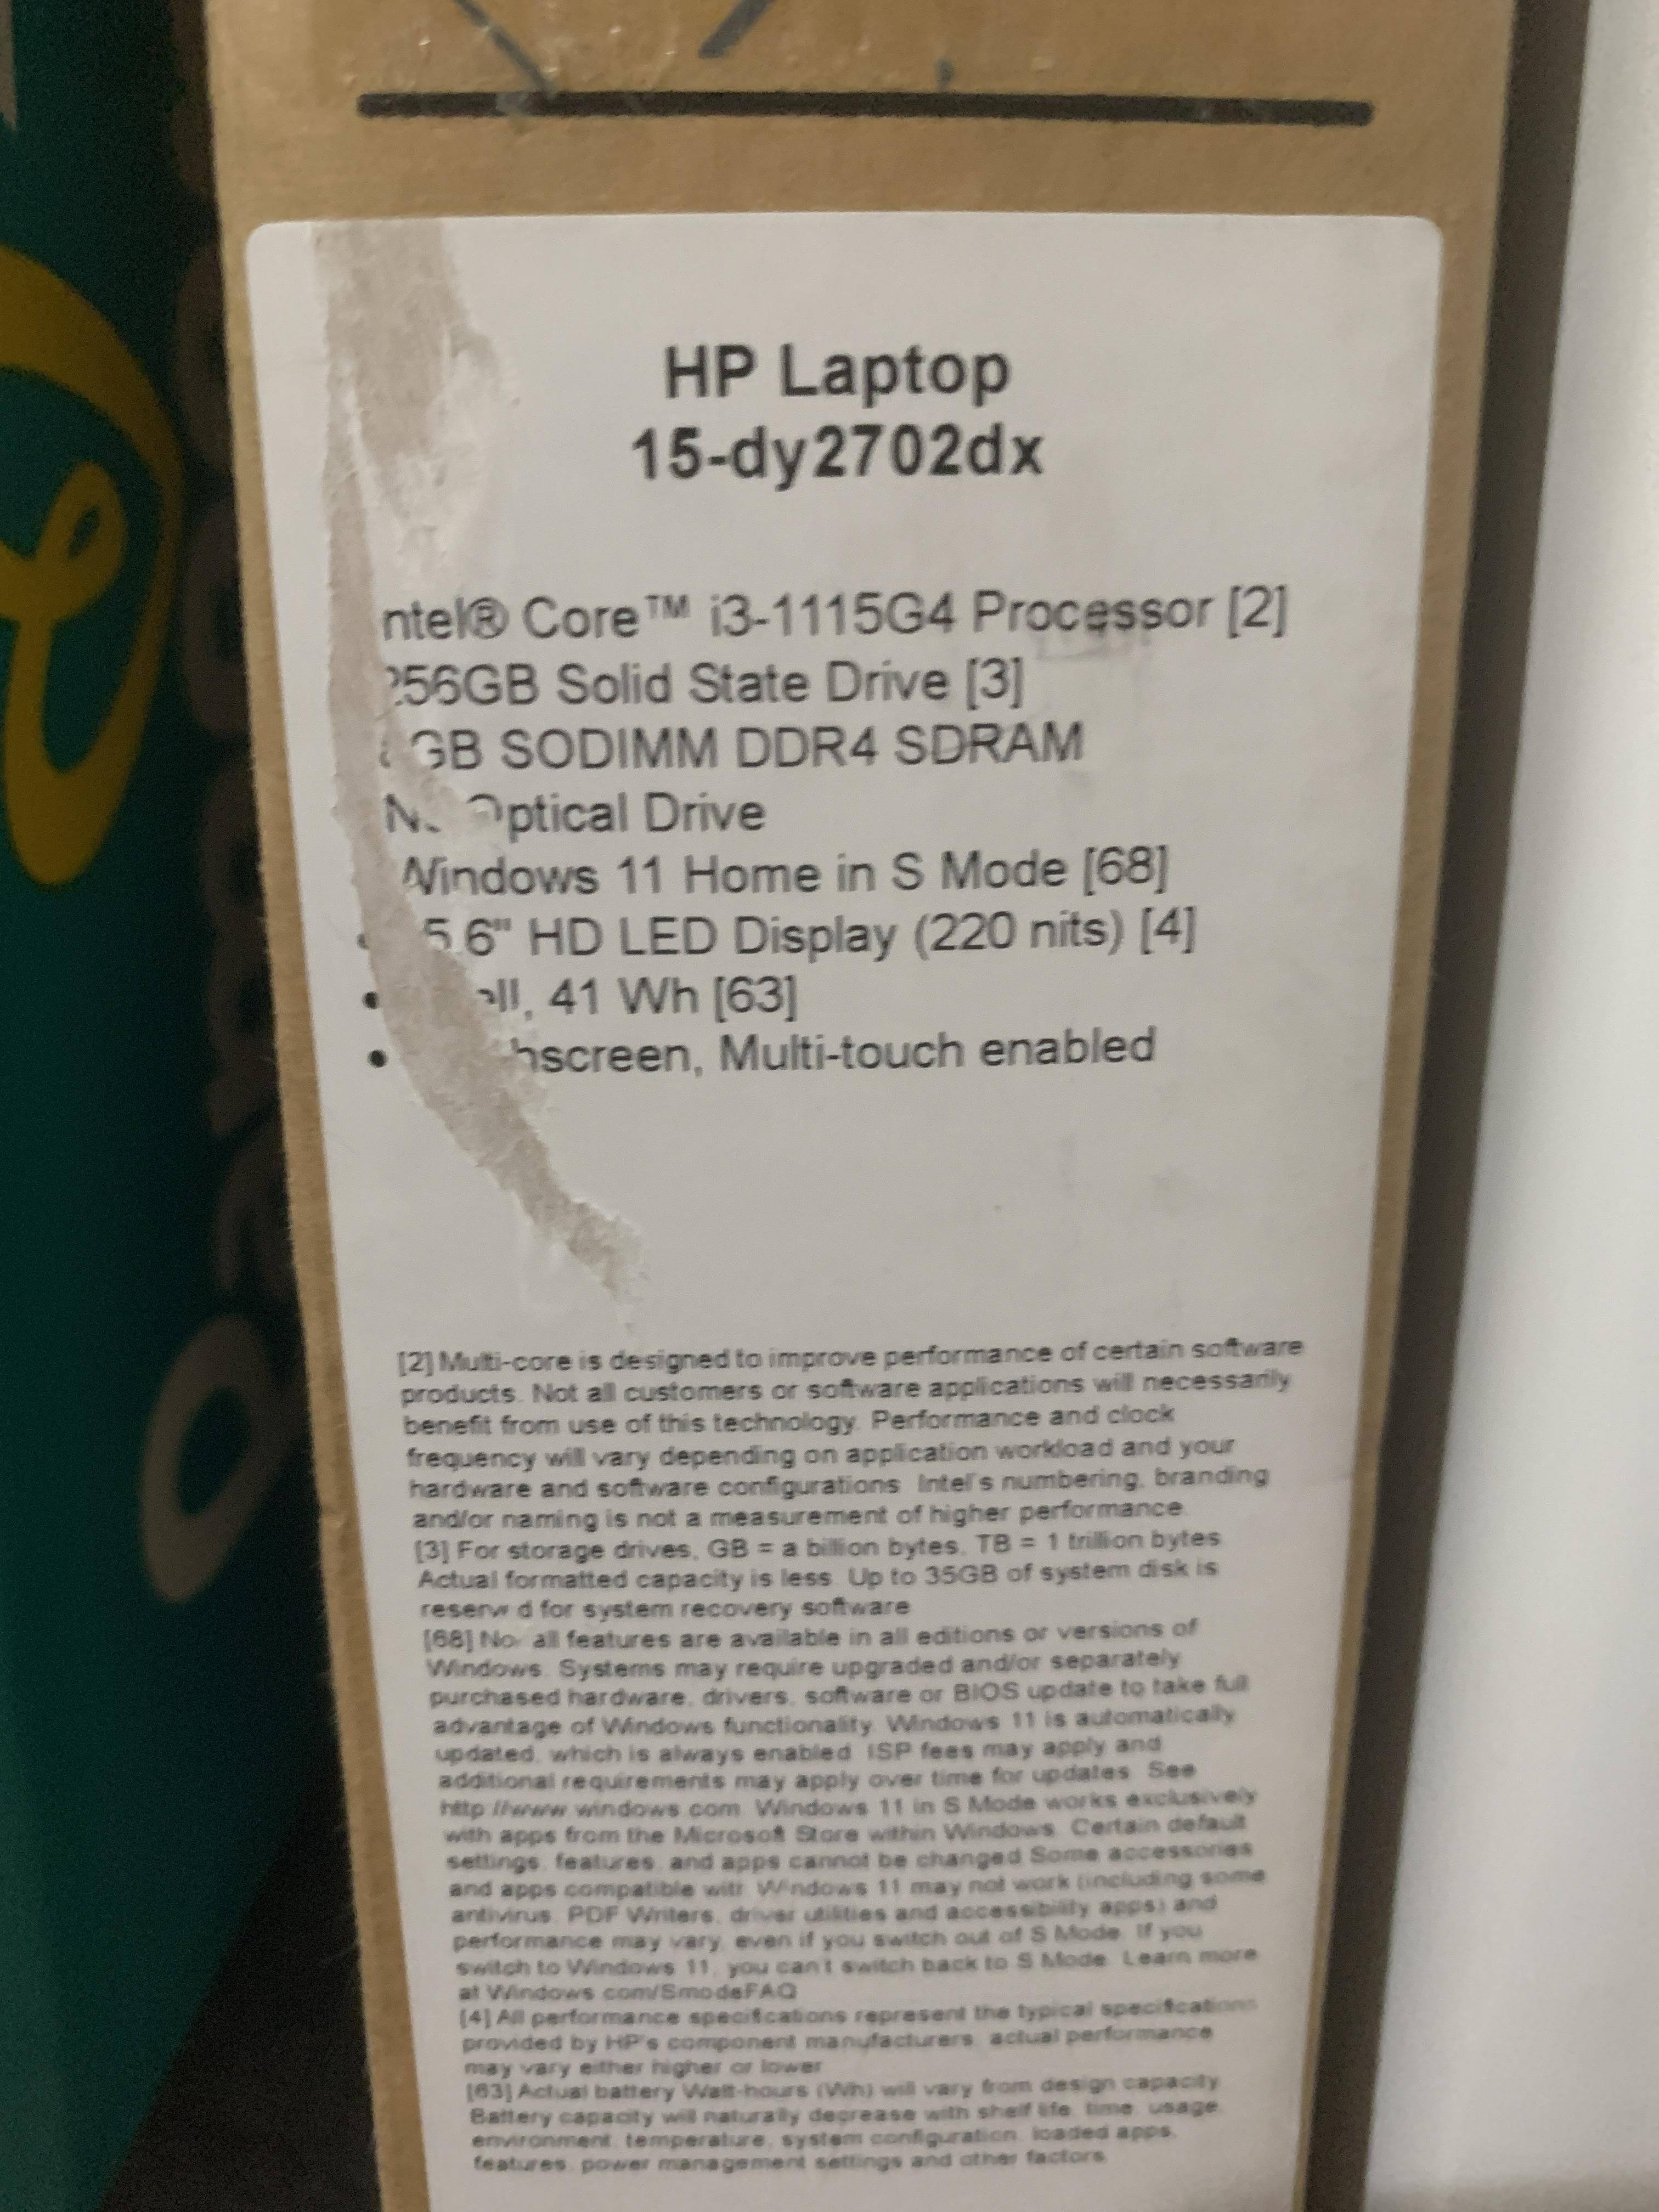 HP Laptop
15-dy2702dx
ntel® Core™ i3-1115G4 Processor [2]
256GB Solid State Drive [3]
GB SODIMM DDR4 SDRAM
Optical Drive
Windows 11 Home in S Mode [68]
5.6" HD LED Display (220 nits) [4]
ell, 41 Wh [63]
hscreen, Multi-touch enabled
[2] Multi-core is designed to improve performance of certain software
products. Not all customers or software applications will necessarily
benefit from use of this technology. Performance and clock
frequency will vary depending on application workload and your
hardware and software configurations. Intel's numbering, branding
and/or naming is not a measurement of higher performance.
[3] For storage drives, GB = a billion bytes. TB = 1 trillion bytes.
Actual formatted capacity is less. Up to 35GB of system disk is
reserved for system recovery software
[68] Not all features are available in all editions or versions of
Windows. Systems may require upgraded and/or separately
purchased hardware, drivers, software or BIOS update to take full
advantage of Windows functionality. Windows 11 is automatically
updated, which is always enabled. ISP fees may apply and
additional requirements may apply over time for updates. See
http://www.windows.com. Windows 11 in S Mode works exclusively
with apps from the Microsoft Store within Windows. Certain default
settings, features, and apps cannot be changed. Some accessories
and apps compatible with Windows 11 may not work (including some
antivirus, PDF Writers, driver utilities and accessibility apps) and
performance may vary, even if you switch out of S Mode. If you
switch to Windows 11, you can't switch back to S Mode. Learn more
at Windows.com/SmodeFAQ
[4] All performance specifications represent the typical specifications
provided by HP's component manufacturers; actual performance
may vary either higher or lower.
[63] Actual battery Watt-hours (Wh) will vary from design capacity.
Battery capacity will naturally decrease with shelf life, time, usage,
environment, temperature, system configuration, loaded apps,
features, power management settings and other factors.